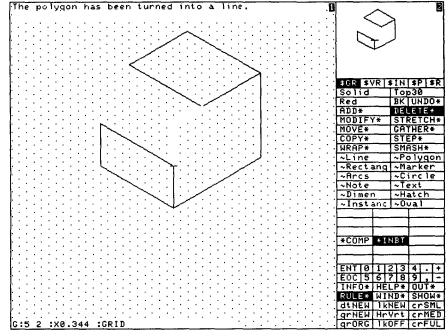 The polygon has been turned into a line.
$GR $VR $IN $P $R
Solid Top30
Red BK UNDO*
ADD* DELETE*
MODIFY* STRETCH*
MOVE* GATHER*
COPY* STEP*
WRAP* SMASH*
~Line ~Polygon
~Rectang ~Marker
~Arcs ~Circle
~Note ~Text
~Dimen ~Hatch
~Instanc ~Oval
*COMP *INBT
ENT 0 1 2 3 4 . +
EOC 5 6 7 8 9 , -
INFO* HELP* OUT*
RULE* WIND* SHOW*
dtNEW lkNEW crSML
grNEW HrVrt crMED
grORG lkOFF crFUL
G:5 2 :X0.344 :GRID